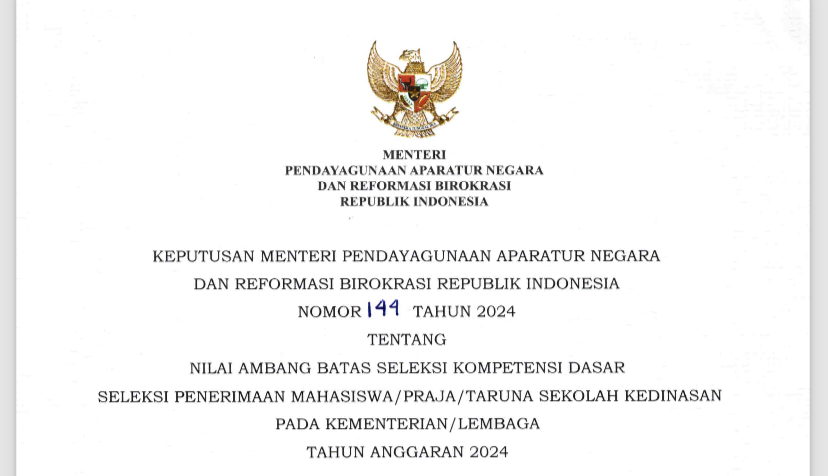 MENTERI
PENDAYAGUNAAN APARATUR NEGARA
DAN REFORMASI BIROKRASI
REPUBLIK INDONESIA
KEPUTUSAN MENTERI PENDAYAGUNAAN APARATUR NEGARA
DAN REFORMASI BIROKRASI REPUBLIK INDONESIA
NOMOR 144 TAHUN 2024
TENTANG
NILAI AMBANG BATAS SELEKSI KOMPETENSI DASAR
SELEKSI PENERIMAAN MAHASISWA/PRAJA/TARUNA SEKOLAH KEDINASAN
PADA KEMENTERIAN/LEMBAGA
TAHUN ANGGARAN 2024